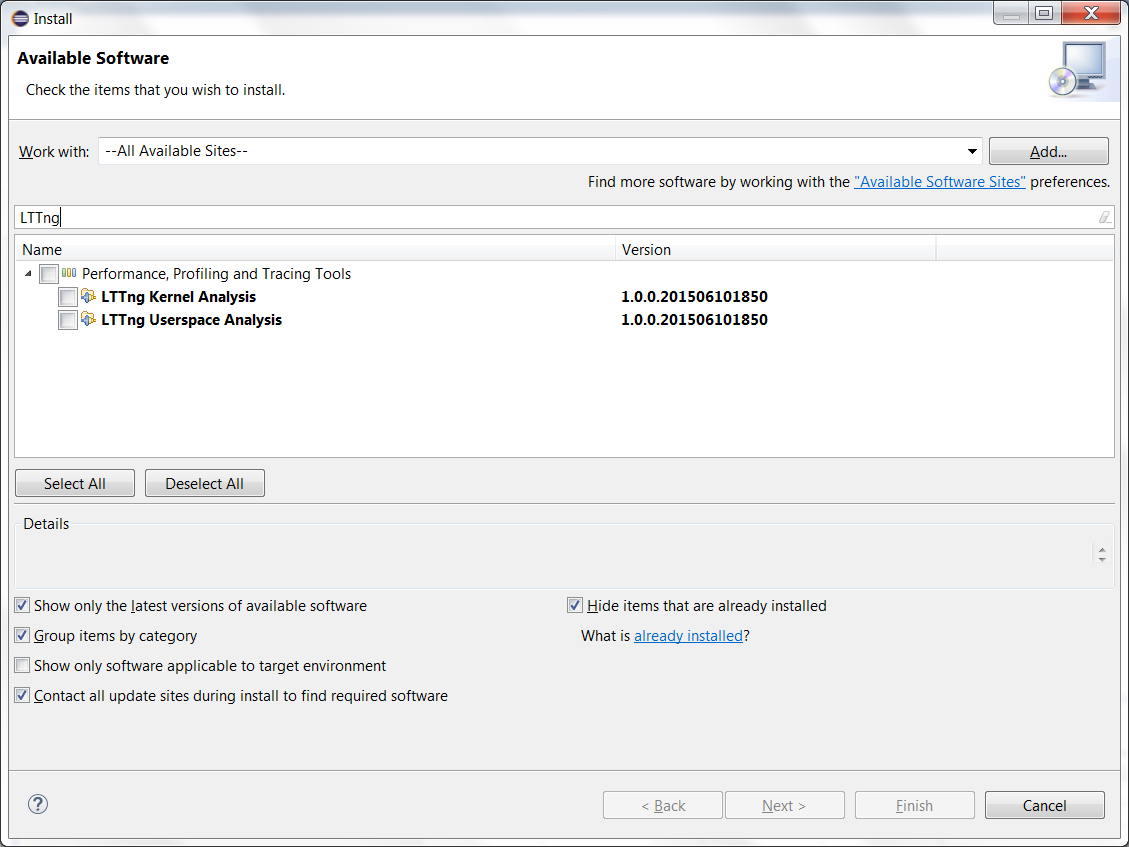 Install
Available Software
Check the items that you wish to install.
Work with: --All Available Sites-- Add...
Find more software by working with the "Available Software Sites" preferences.
LTTng
Name Version
Performance, Profiling and Tracing Tools
LTTng Kernel Analysis 1.0.0.201506101850
LTTng Userspace Analysis 1.0.0.201506101850
Select All Deselect All
Details
Show only the latest versions of available software Hide items that are already installed
Group items by category What is already installed?
Show only software applicable to target environment
Contact all update sites during install to find required software
? < Back Next > Finish Cancel